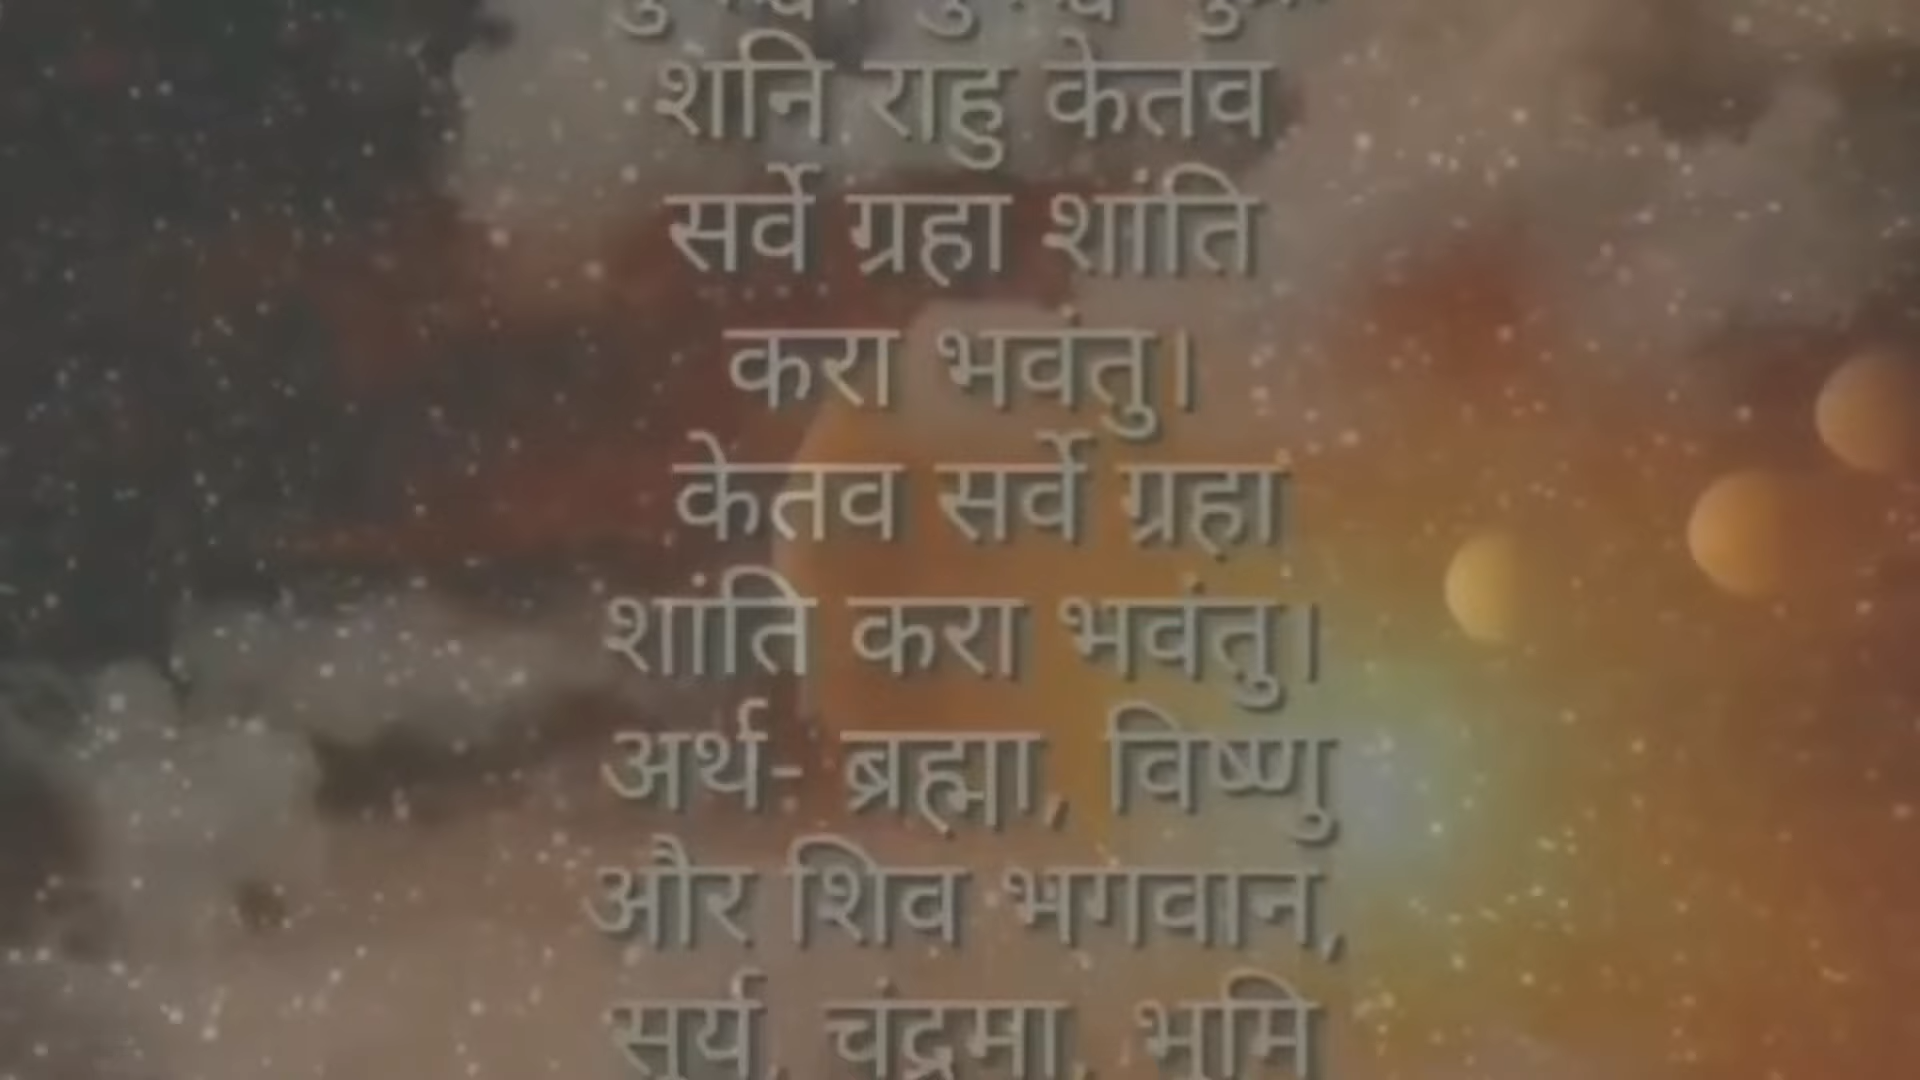 शनि राहु केतव
सर्वे ग्रहा शांति
करा भवंतु।
केतव सर्वे ग्रहा
शांति करा भवंतु।
अर्थ- ब्रह्मा, विष्णु
और शिव भगवान,
सूर्य, चंद्रमा, भूमि